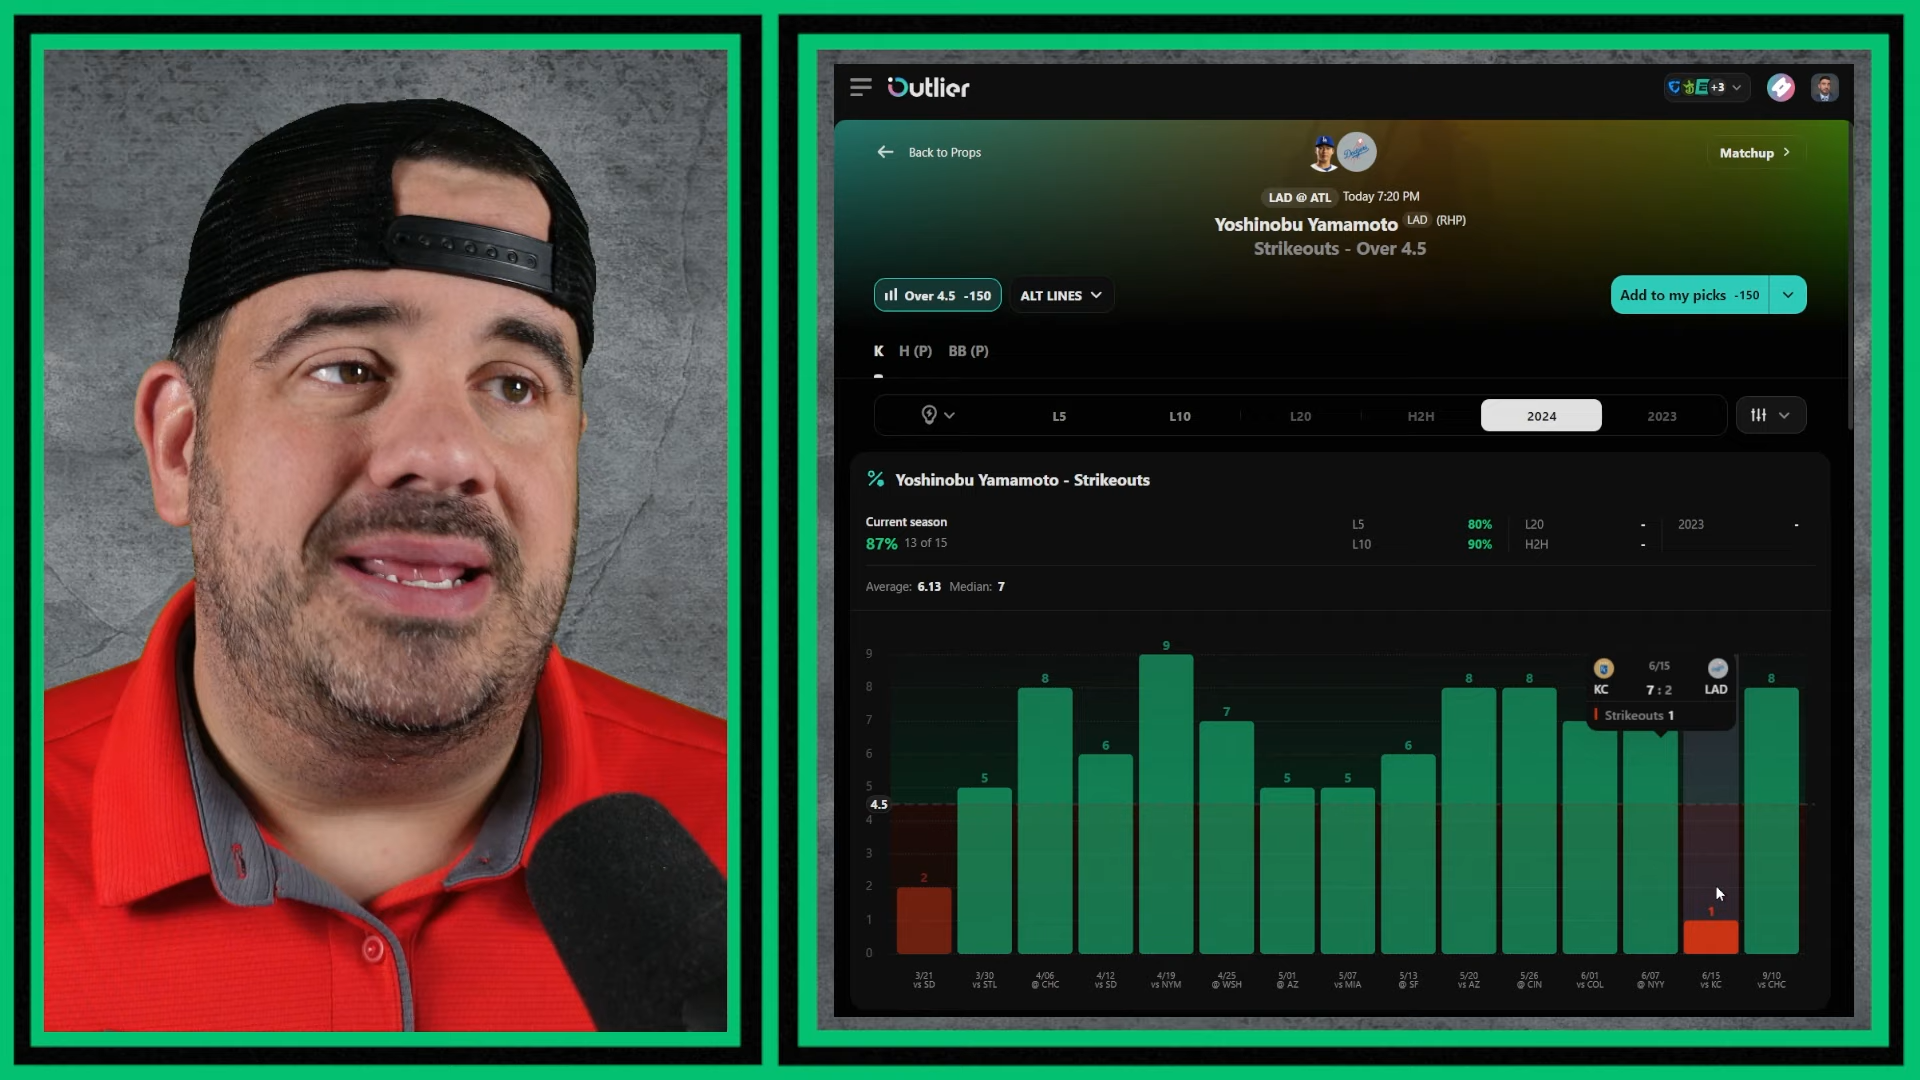 Outlier
+3
Back to Props
Matchup
LAD @ ATL Today 7:20 PM
Yoshinobu Yamamoto LAD (RHP)
Strikeouts - Over 4.5
Over 4.5 -150
ALT LINES
Add to my picks -150
K H (P) BB (P)
L5 L10 L20 H2H 2024 2023
Yoshinobu Yamamoto - Strikeouts
Current season
87% 13 of 15
L5 80% L20 - 2023 -
L10 90% H2H -
Average: 6.13 Median: 7
9
8
7
6
5
4.5
4
3
2
1
0
2 5 8 6 9 7 5 5 6 8 8 1 8
6/15
KC 7 : 2 LAD
Strikeouts 1
3/21 3/30 4/06 4/12 4/19 4/25 5/01 5/07 5/13 5/20 5/26 6/01 6/07 6/15 9/10
vs SD vs STL @ CHC vs SD vs NYM @ WSH @ AZ vs MIA @ SF vs AZ @ CIN vs COL @ NYY vs KC vs CHC